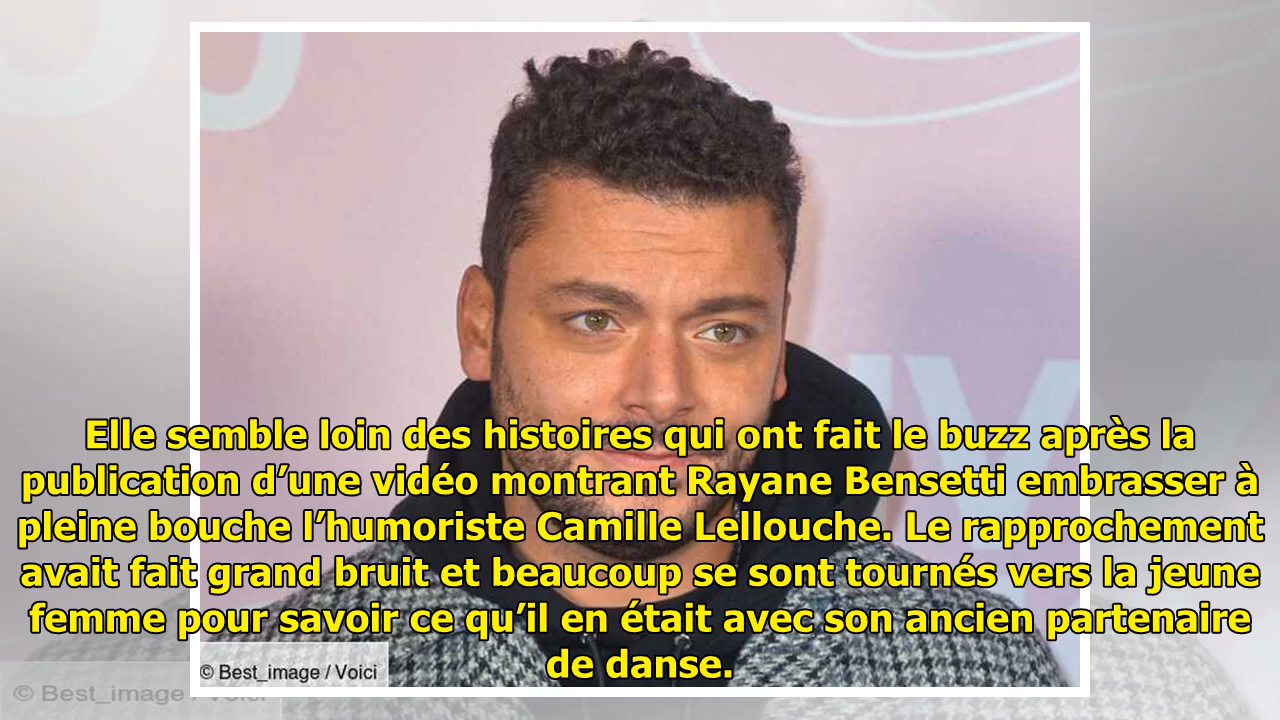 Elle semble loin des histoires qui ont fait le buzz après la
publication d’une vidéo montrant Rayane Bensetti embrasser à
pleine bouche l’humoriste Camille Lellouche. Le rapprochement
avait fait grand bruit et beaucoup se sont tournés vers la jeune
femme pour savoir ce qu’il en était avec son ancien partenaire
de danse.
© Best_image / Voici
© Best_image / Voici